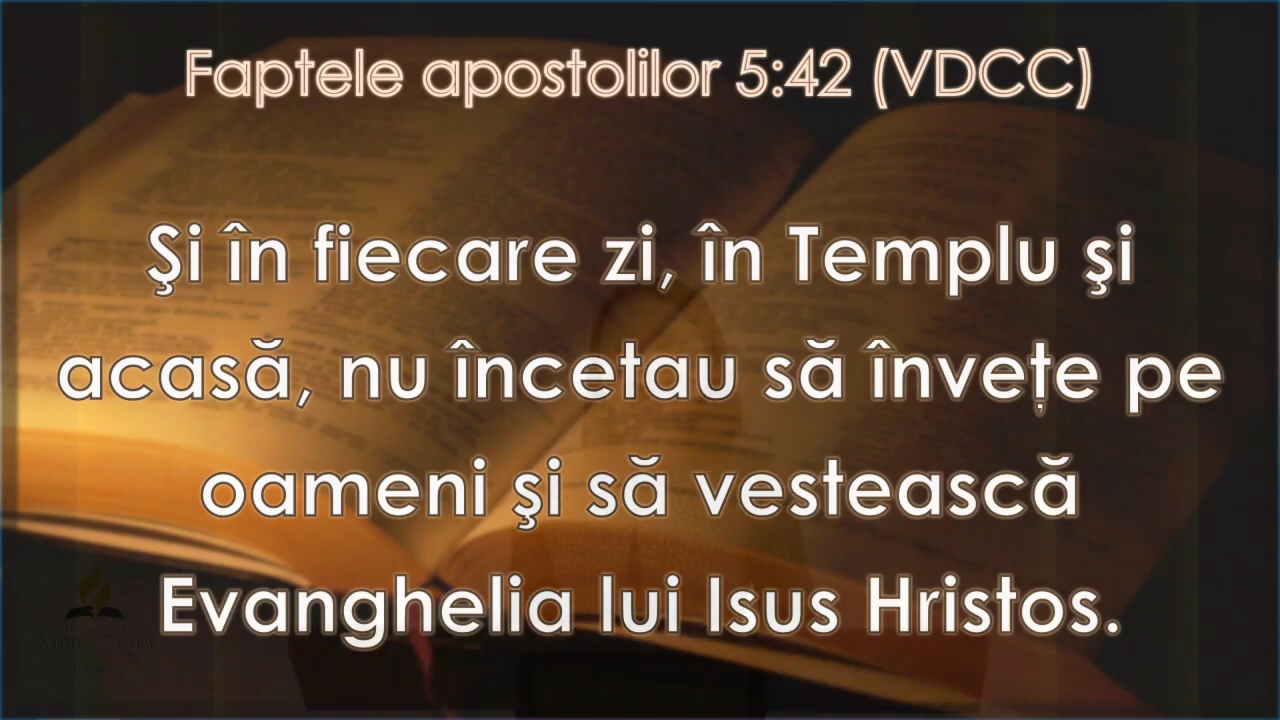 Faptele apostolilor 5:42 (VDCC)
Şi în fiecare zi, în Templu şi
acasă, nu încetau să înveţe pe
oameni şi să vestească
Evanghelia lui Isus Hristos.